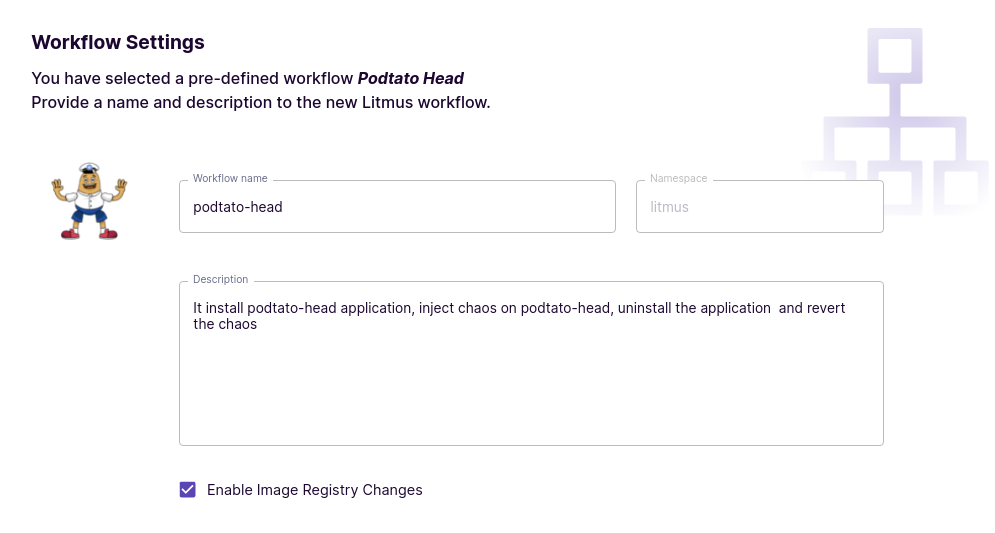 Workflow Settings
You have selected a pre-defined workflow Podtato Head
Provide a name and description to the new Litmus workflow.
Workflow name
podtato-head
Namespace
litmus
Description
It install podtato-head application, inject chaos on podtato-head, uninstall the application  and revert
the chaos
Enable Image Registry Changes